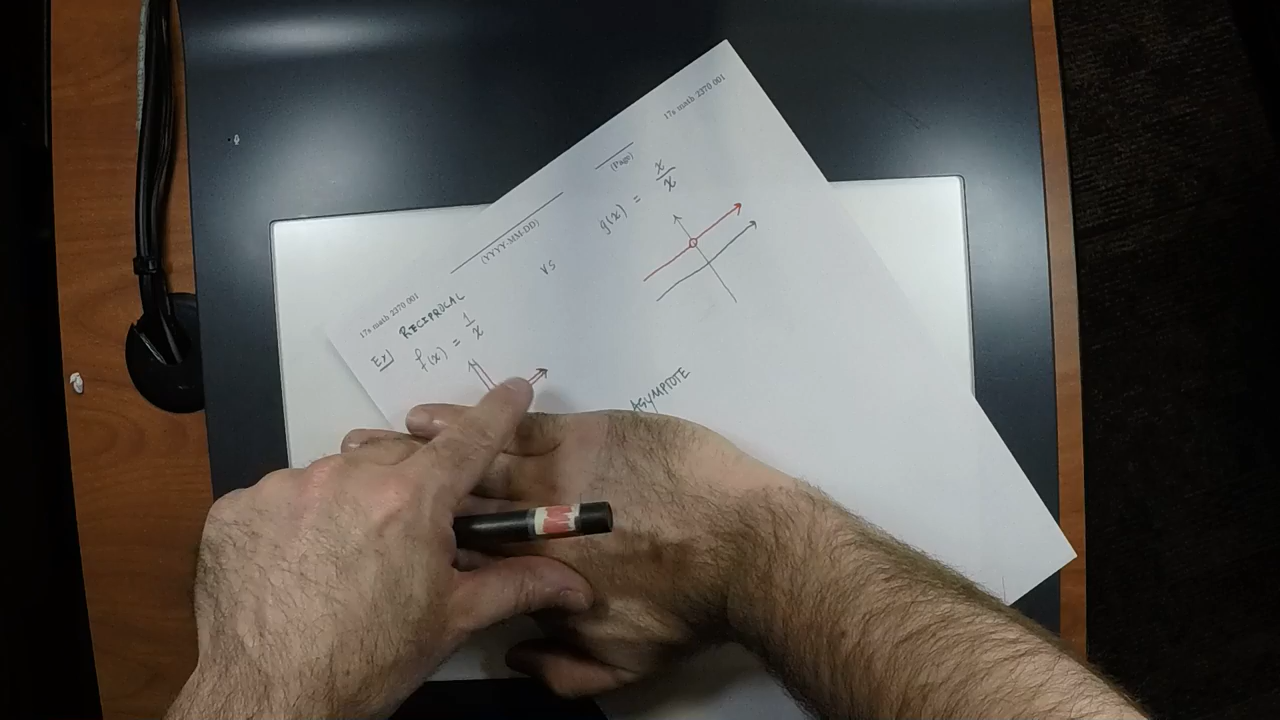 17s math 2370 001
(YYYY-MM-DD)
(Page)
17s math 2370 001
Ex] RECIPROCAL
f(x) = 1/x
vs
g(x) = x/x
ASYMPTOTE